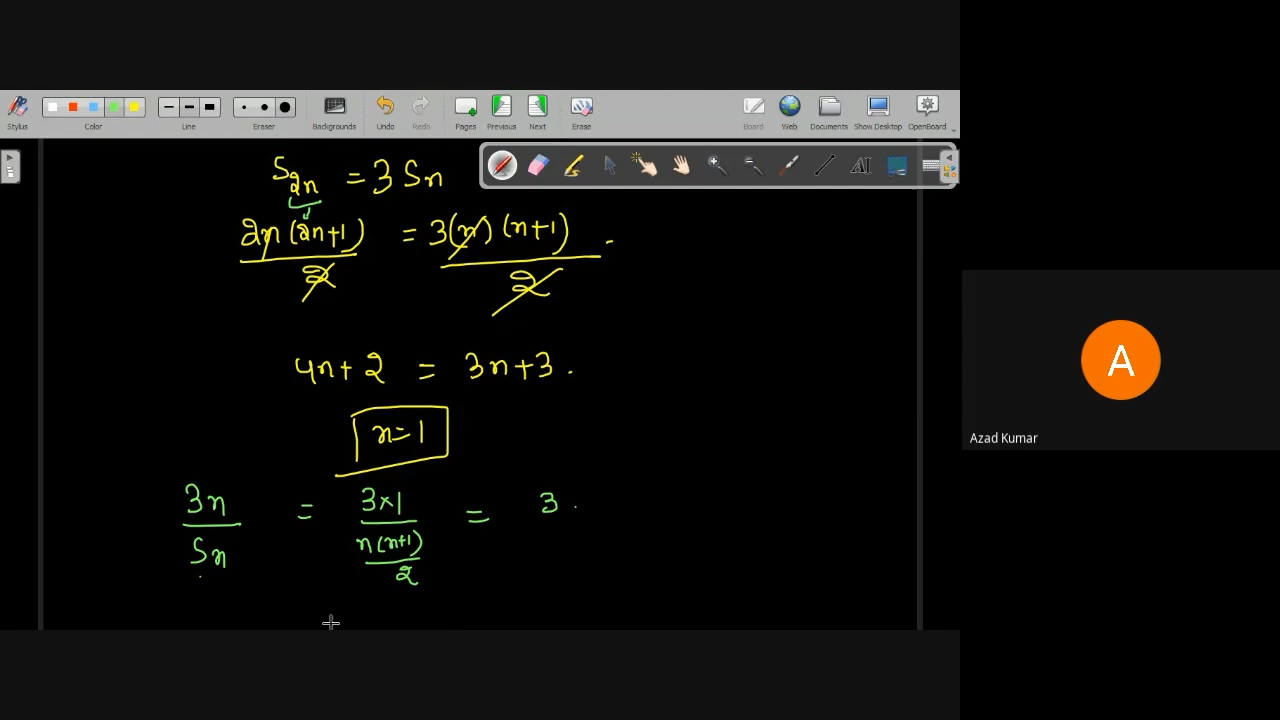 Stylus Color Line Eraser Backgrounds Undo Redo Pages Previous Next Erase Board Web Documents Show Desktop OpenBoard
S2n = 3 Sn
2n (2n+1) = 3(n) (n+1) .
2 2
4n + 2 = 3n + 3 .
n = 1
3n = 3×1 = 3 .
Sn n(n+1)
2
A
Azad Kumar